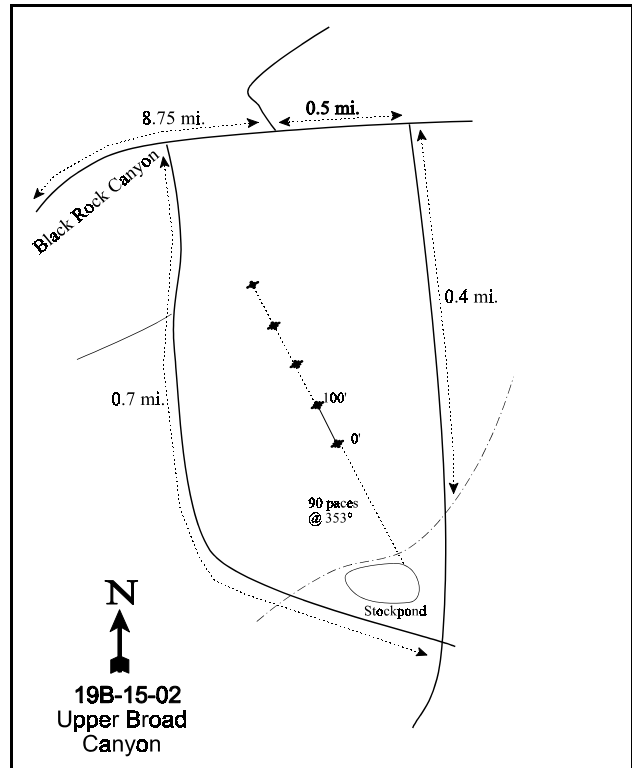 8.75 mi.
0.5 mi.
Black Rock Canyon
0.4 mi.
0.7 mi.
100'
0'
90 paces
@ 353°
Stockpond
N
19B-15-02
Upper Broad
Canyon